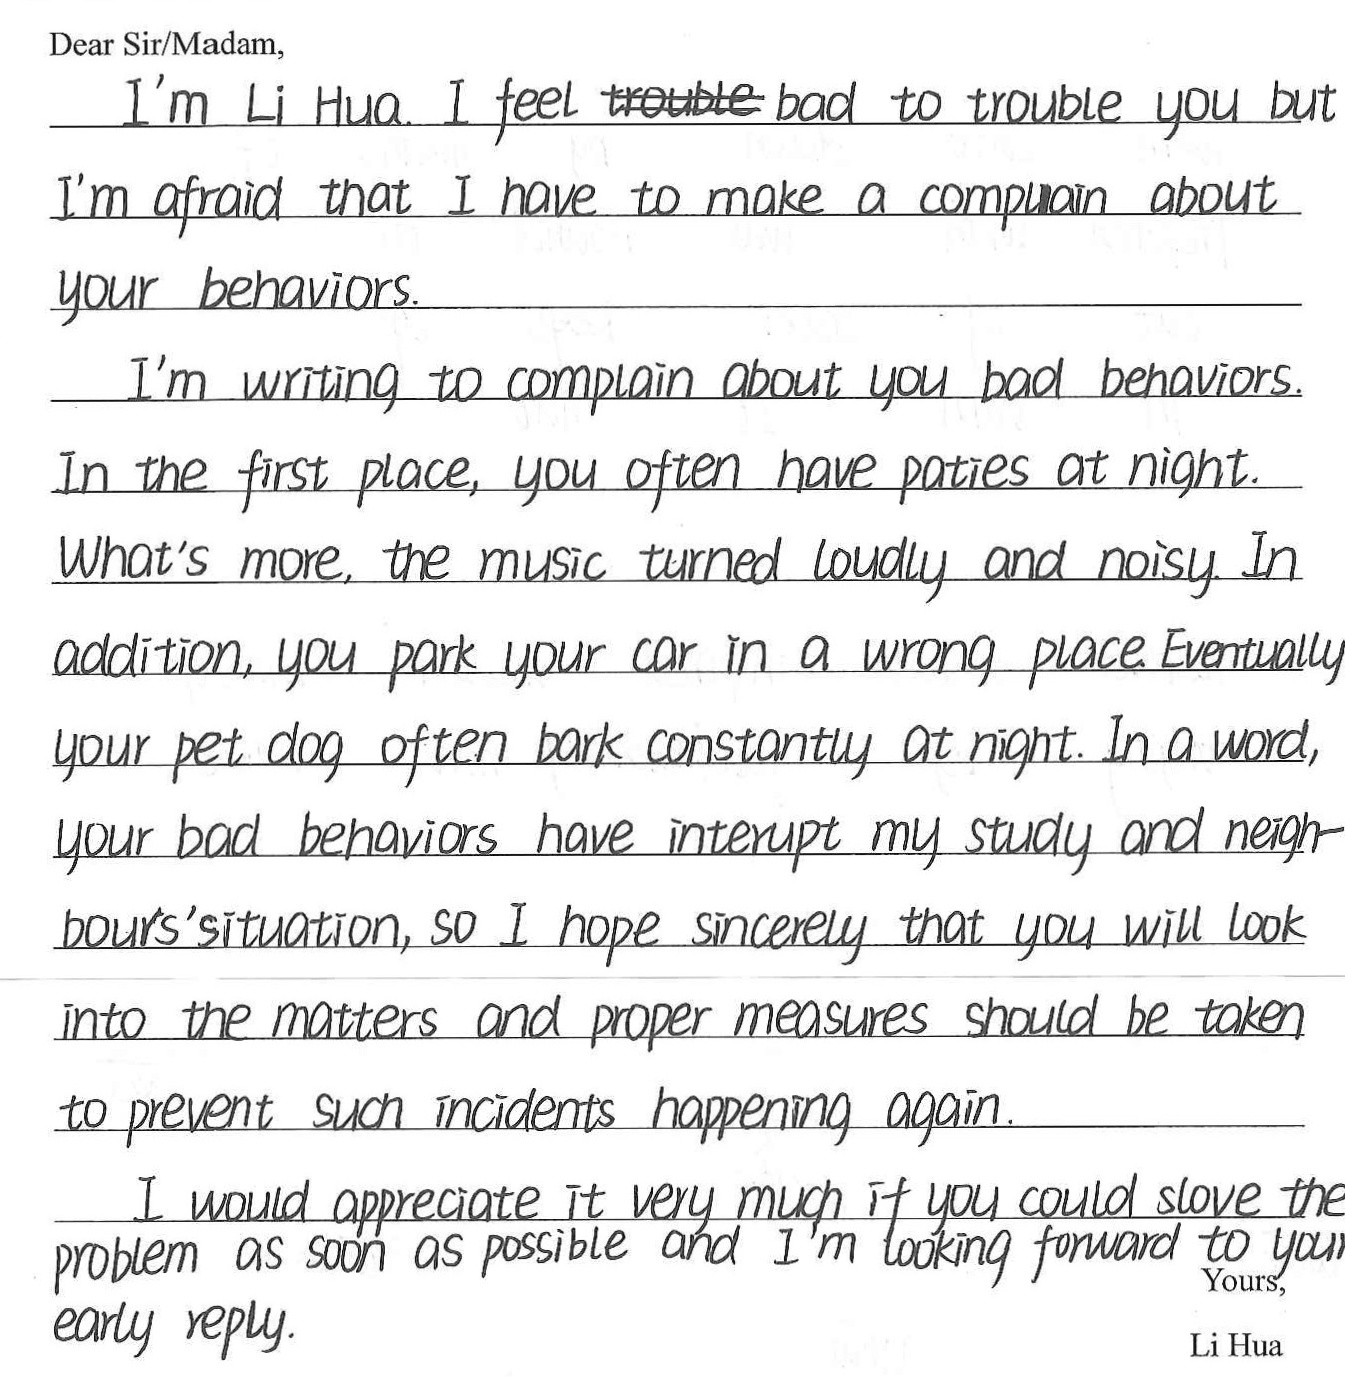 Dear Sir/Madam,
I'm Li Hua. I feel trouble bad to trouble you but
I'm afraid that I have to make a complain about
your behaviors.
I'm writing to complain about you bad behaviors.
In the first place, you often have paties at night.
What's more, the music turned loudly and noisy. In
addition, you park your car in a wrong place. Eventually
your pet dog often bark constantly at night. In a word,
your bad behaviors have interupt my study and neigh-
bours' situation, so I hope sincerely that you will look
into the matters and proper measures should be taken
to prevent such incidents happening again.
I would appreciate it very much if you could slove the
problem as soon as possible and I'm looking forward to your
Yours,
early reply.
Li Hua